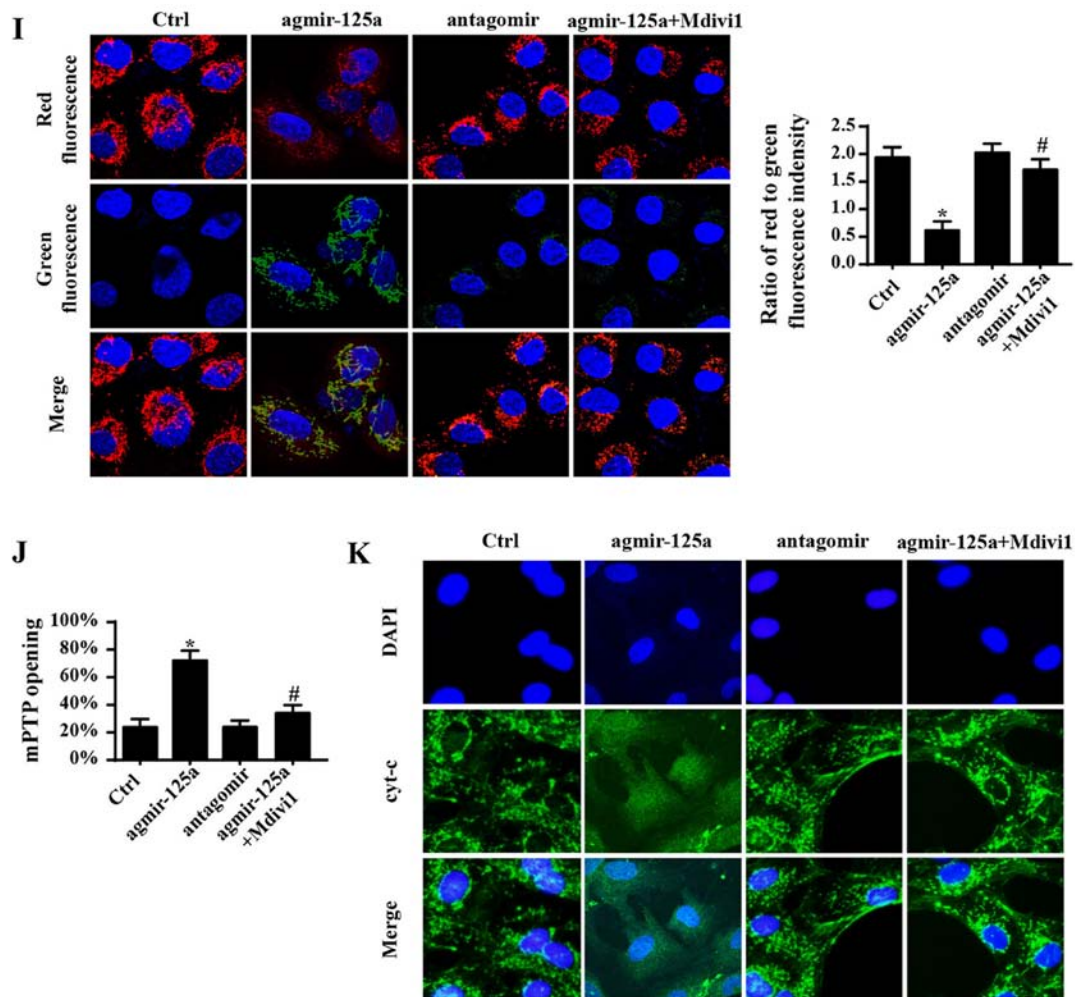 I
Ctrl
agmir-125a
antagomir
agmir-125a+Mdivi1
Red
fluorescence
Green
fluorescence
Merge
Ratio of red to green
fluorescence indensity
2.5
2.0
1.5
1.0
0.5
0.0
*
#
Ctrl
agmir-125a
antagomir
agmir-125a
+Mdivi1
J
mPTP opening
100%
80%
60%
40%
20%
0%
*
#
Ctrl
agmir-125a
antagomir
agmir-125a
+Mdivi1
K
Ctrl
agmir-125a
antagomir
agmir-125a+Mdivi1
DAPI
cyt-c
Merge